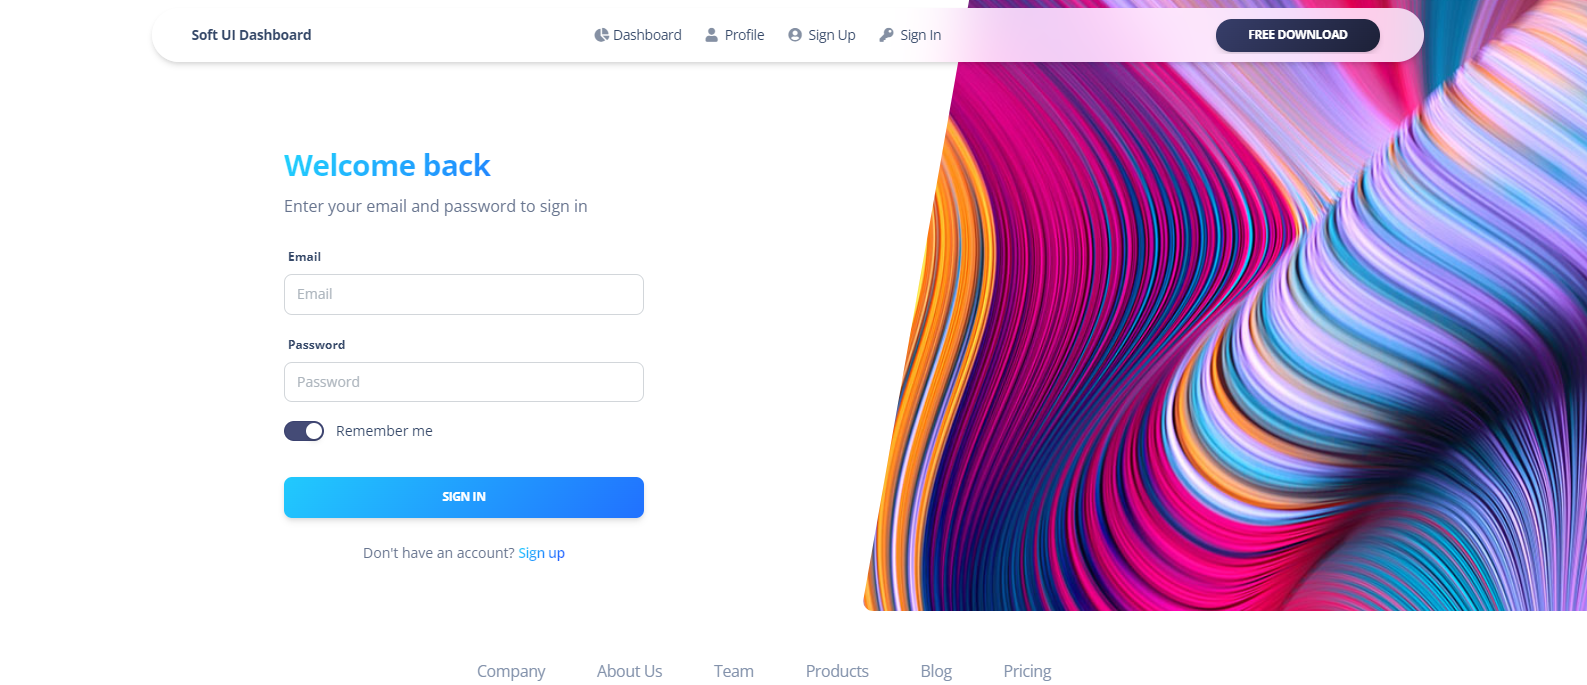 Soft UI Dashboard
Dashboard Profile Sign Up Sign In
FREE DOWNLOAD
Welcome back
Enter your email and password to sign in
Email
Email
Password
Password
Remember me
SIGN IN
Don't have an account? Sign up
Company About Us Team Products Blog Pricing